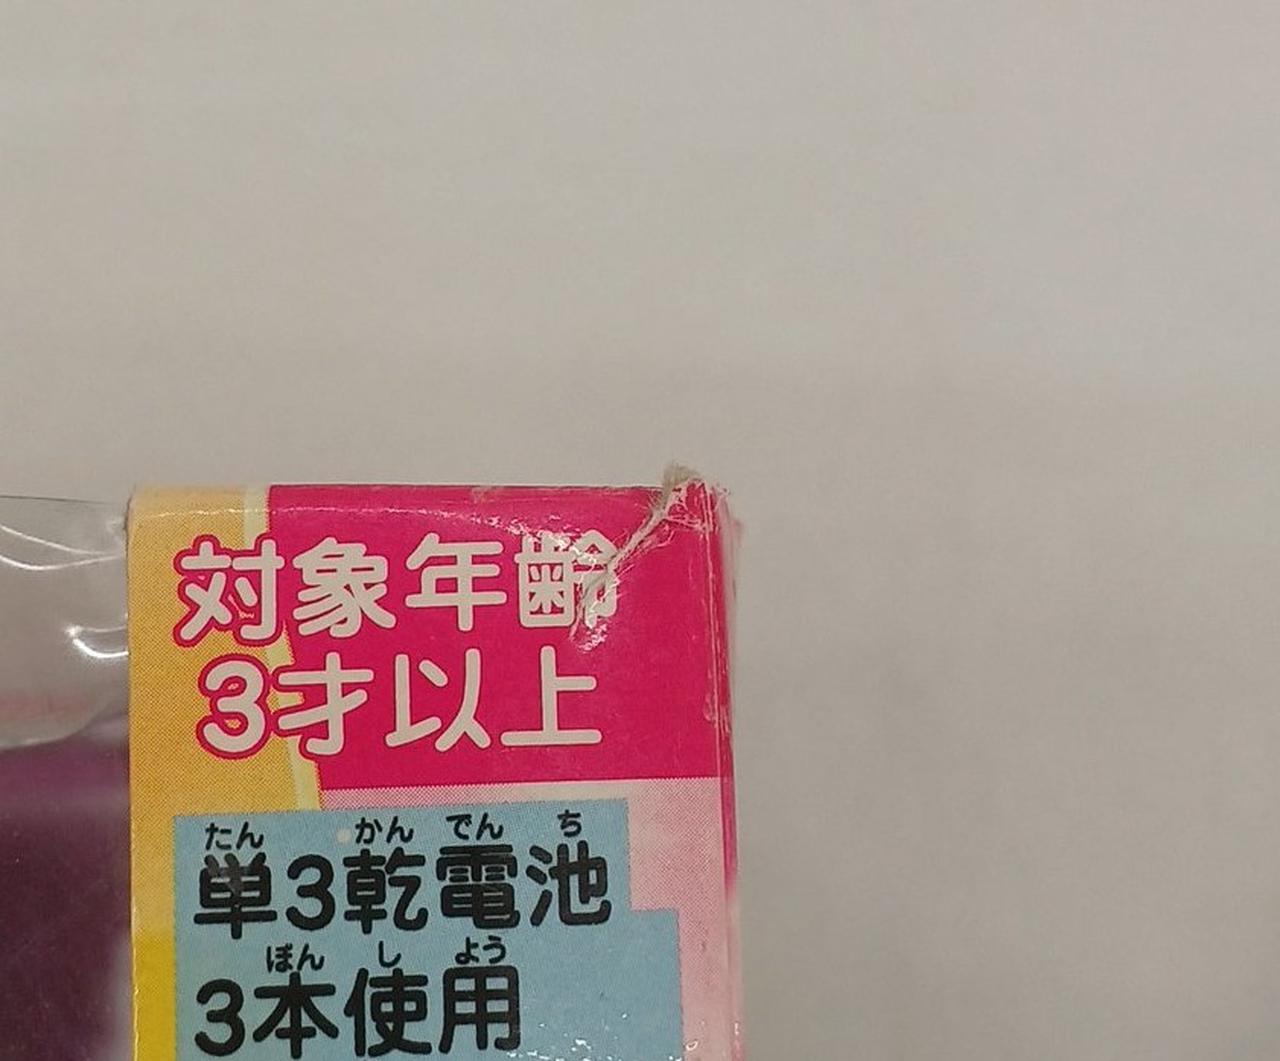 対象年齢
3才以上
たん かん でん ち
単3乾電池
ぼん し よう
3本使用